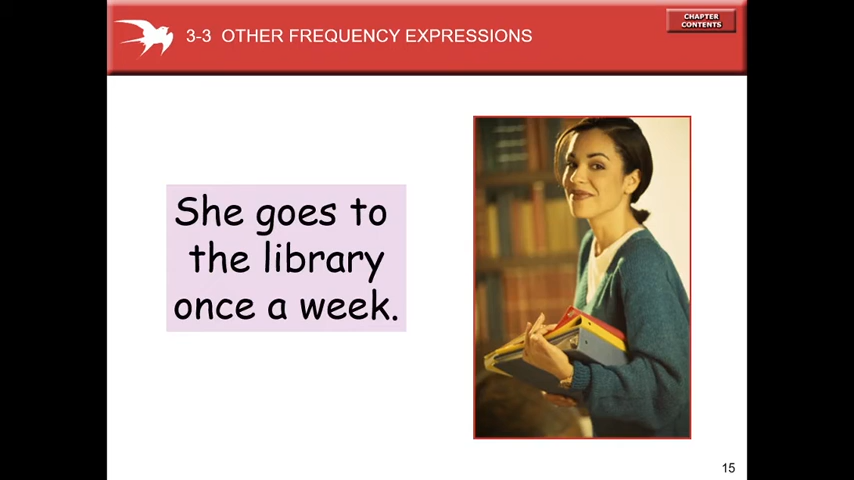 3-3 OTHER FREQUENCY EXPRESSIONS
CHAPTER
CONTENTS
She goes to
the library
once a week.
15